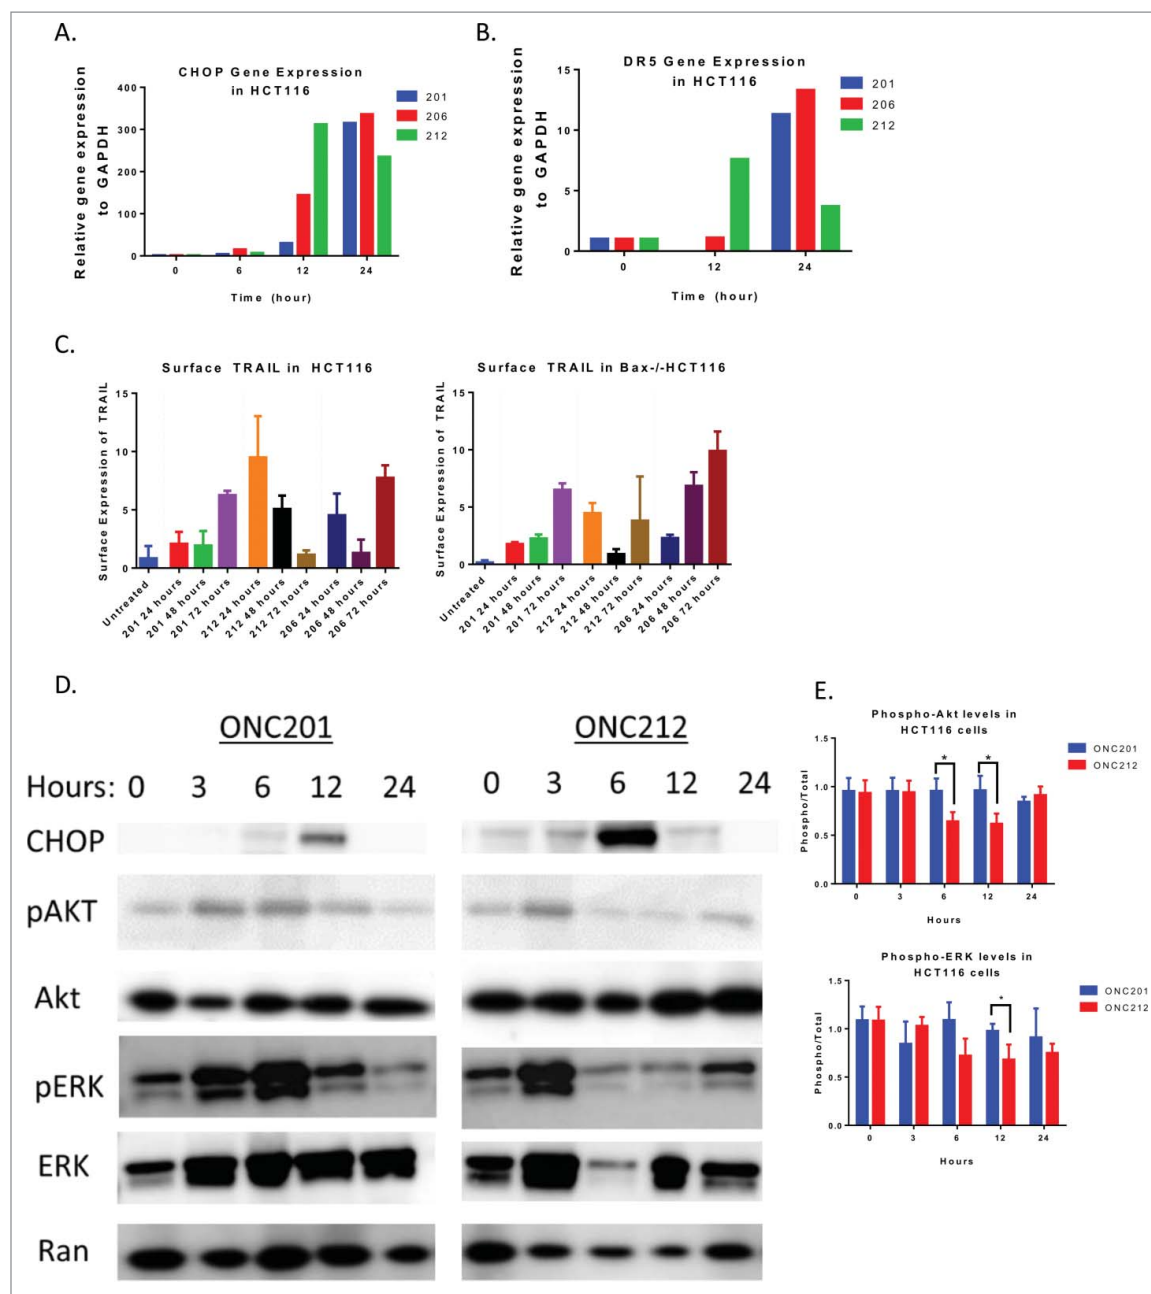 A.
CHOP Gene Expression
in HCT116
Relative gene expression
to GAPDH
400
300
200
100
0
0 6 12 24
Time (hour)
201
206
212
B.
DR5 Gene Expression
in HCT116
Relative gene expression
to GAPDH
15
10
5
0
0 12 24
Time (hour)
201
206
212
C.
Surface TRAIL in HCT116
Surface Expression of TRAIL
15
10
5
0
Untreated
201 24 hours
201 48 hours
201 72 hours
212 24 hours
212 48 hours
212 72 hours
206 24 hours
206 48 hours
206 72 hours
Surface TRAIL in Bax-/-HCT116
Surface Expression of TRAIL
15
10
5
0
Untreated
201 24 hours
201 48 hours
201 72 hours
212 24 hours
212 48 hours
212 72 hours
206 24 hours
206 48 hours
206 72 hours
D.
ONC201 ONC212
Hours: 0 3 6 12 24 0 3 6 12 24
CHOP
pAKT
Akt
pERK
ERK
Ran
E.
Phospho-Akt levels in
HCT116 cells
Phospho/Total
1.5
1.0
0.5
0.0
* *
0 3 6 12 24
Hours
ONC201
ONC212
Phospho-ERK levels in
HCT116 cells
Phospho/Total
1.5
1.0
0.5
0.0
*
0 3 6 12 24
Hours
ONC201
ONC212